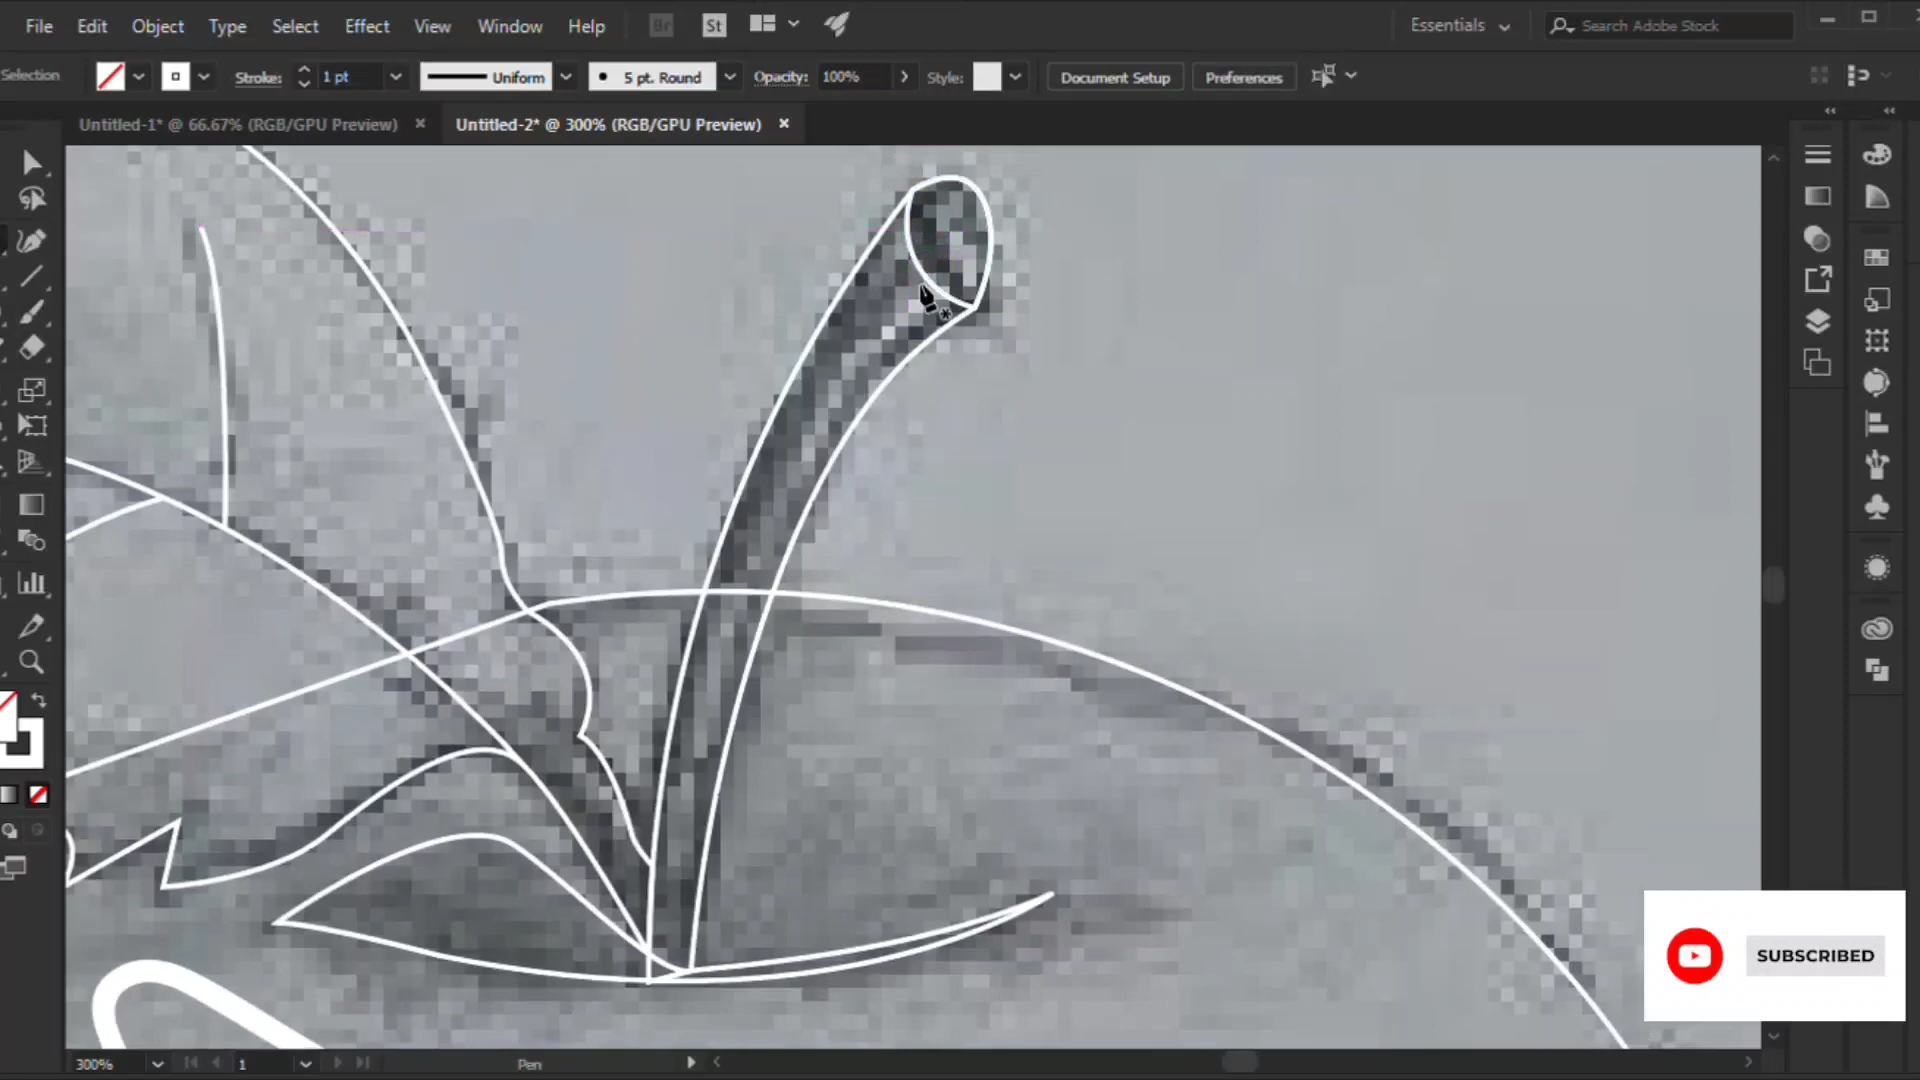 File Edit Object Type Select Effect View Window Help Br St Essentials Search Adobe Stock
Selection Stroke: 1 pt Uniform 5 pt. Round Opacity: 100% Style: Document Setup Preferences
Untitled-1* @ 66.67% (RGB/GPU Preview) × Untitled-2* @ 300% (RGB/GPU Preview) ×
SUBSCRIBED
300% 1 Pen